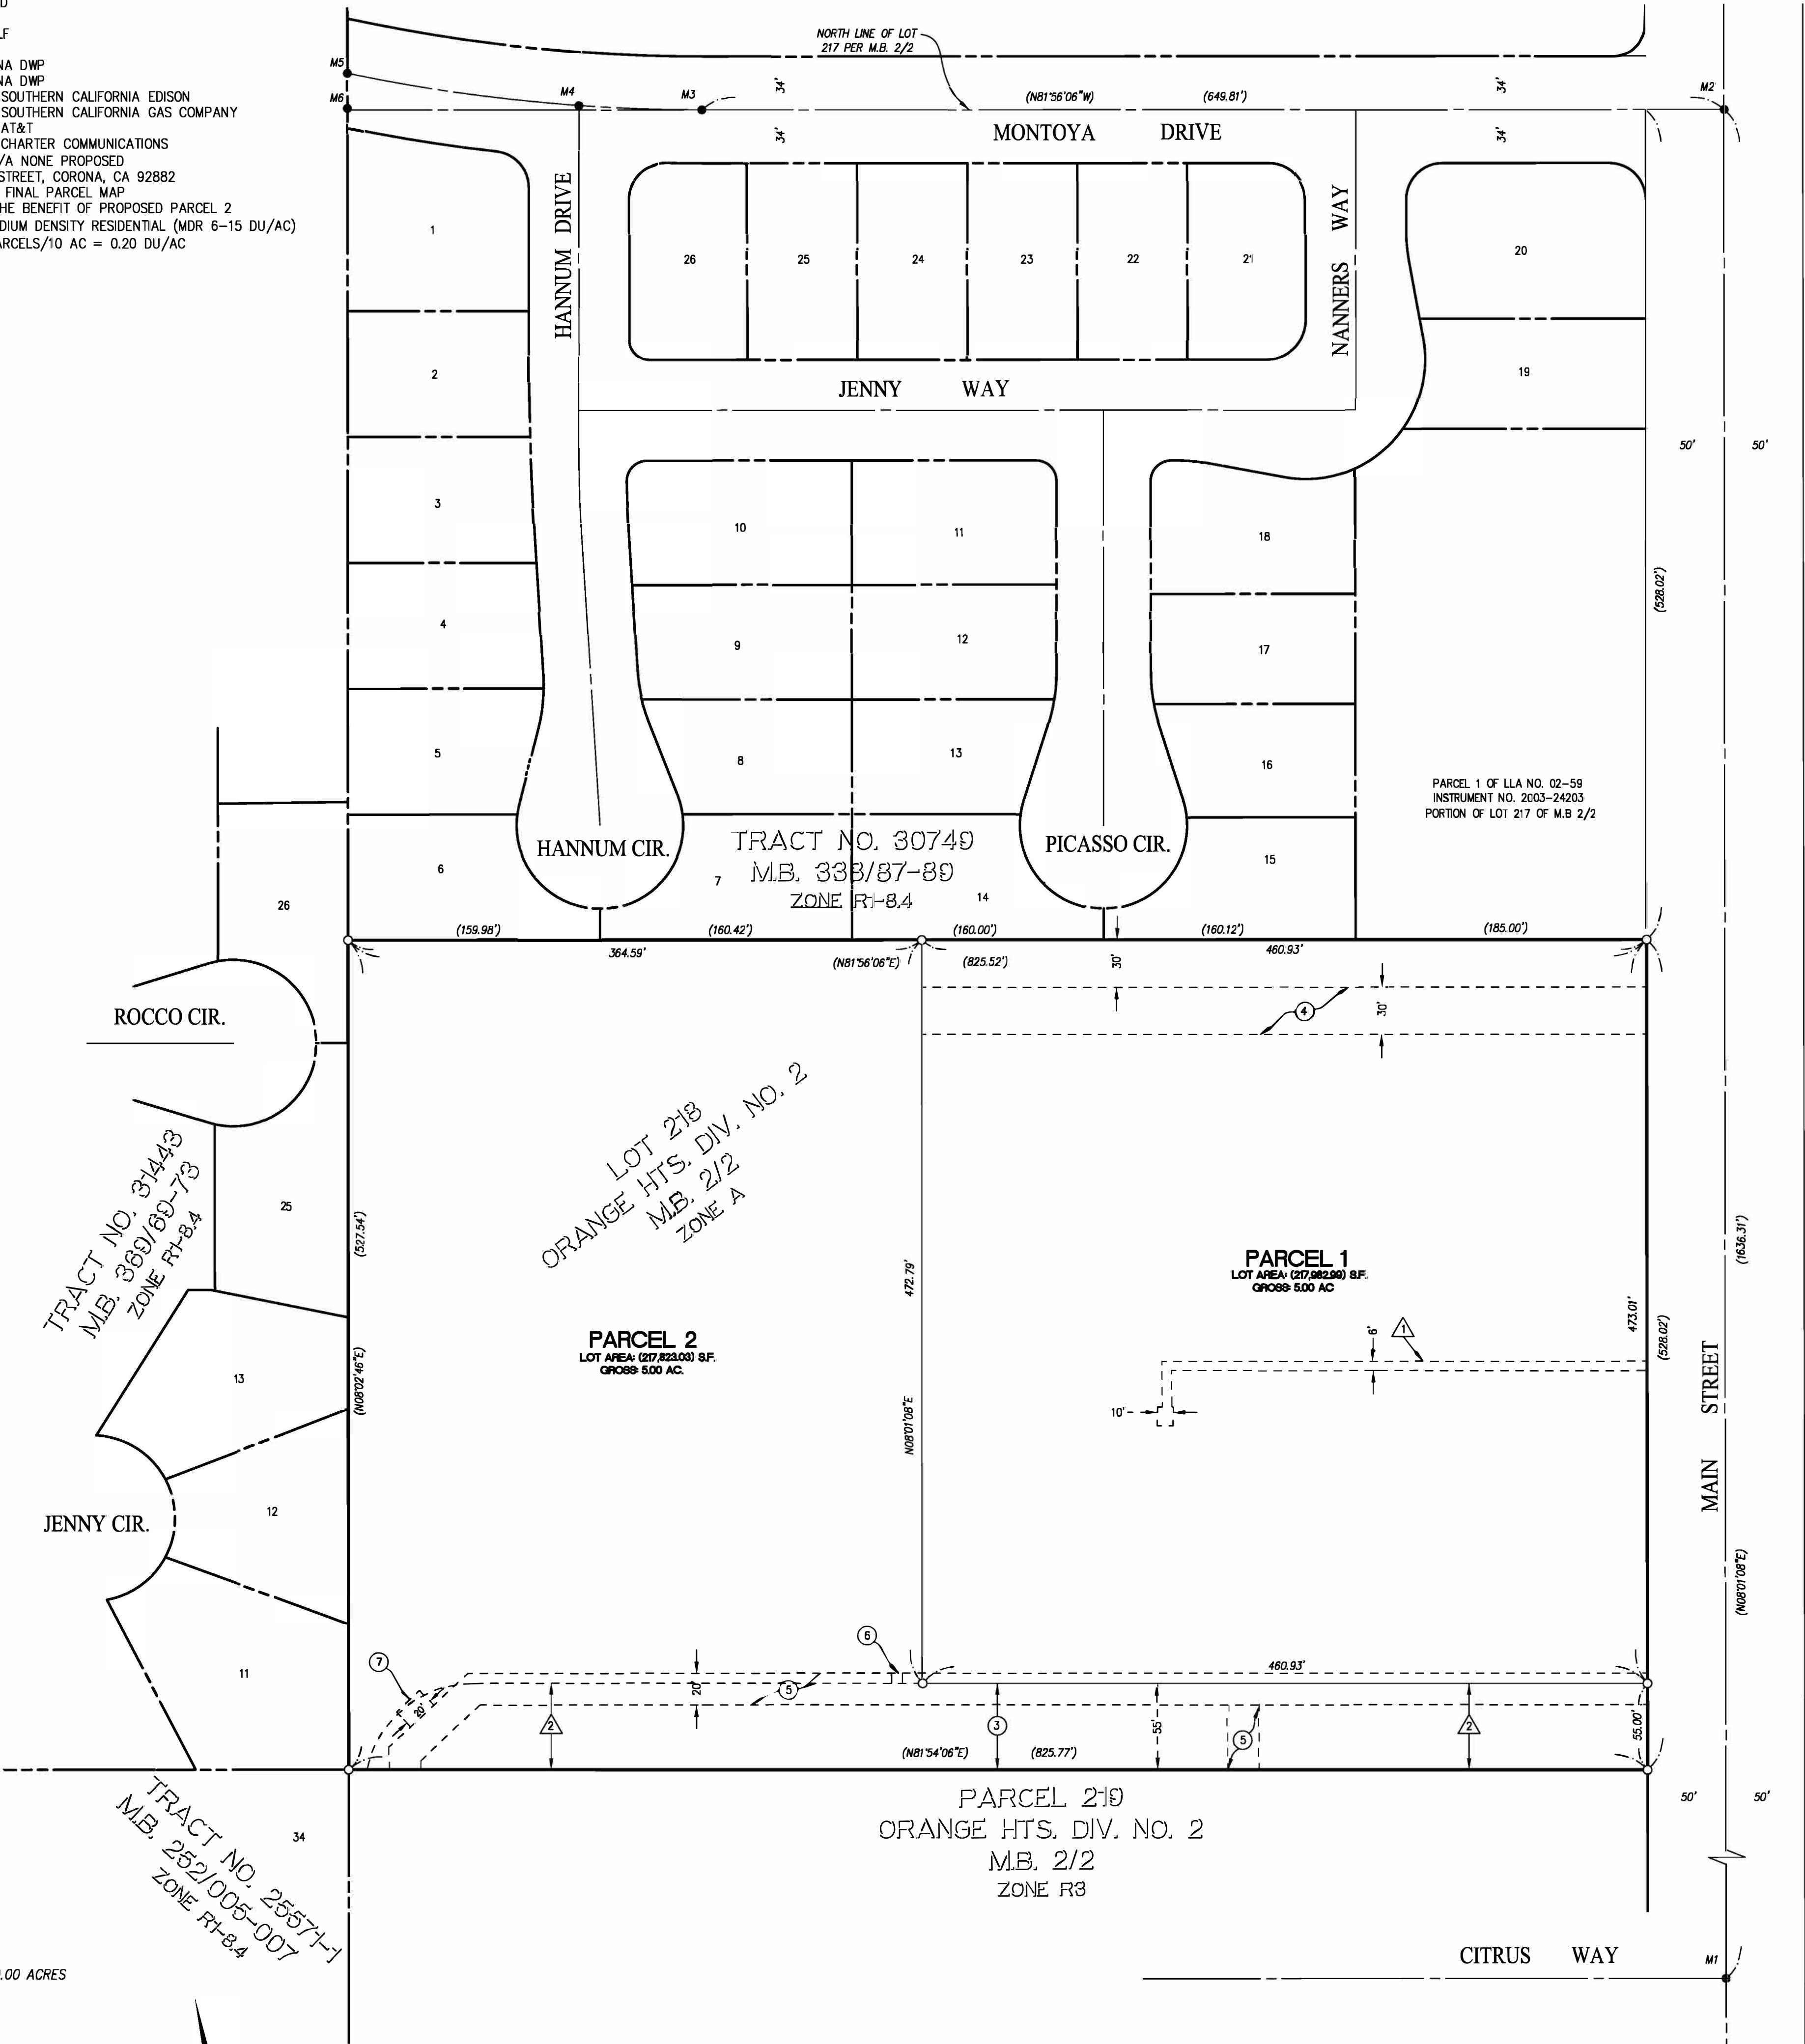 D
LF
NA DWP
NA DWP
SOUTHERN CALIFORNIA EDISON
SOUTHERN CALIFORNIA GAS COMPANY
AT&T
CHARTER COMMUNICATIONS
/A NONE PROPOSED
STREET, CORONA, CA 92882
FINAL PARCEL MAP
HE BENEFIT OF PROPOSED PARCEL 2
DIUM DENSITY RESIDENTIAL (MDR 6-15 DU/AC)
ARCELS/10 AC = 0.20 DU/AC
NORTH LINE OF LOT
217 PER M.B. 2/2
M5
M6
M4
M3
M2
34'
34'
(N81°56'06"W)
(649.81')
34'
34'
MONTOYA DRIVE
HANNUM DRIVE
NANNERS WAY
1
26
25
24
23
22
21
20
2
19
JENNY WAY
50'
50'
3
10
11
18
(528.02')
4
9
12
17
5
8
13
16
PARCEL 1 OF LLA NO. 02-59
INSTRUMENT NO. 2003-24203
PORTION OF LOT 217 OF M.B 2/2
HANNUM CIR.
PICASSO CIR.
TRACT NO. 30749
M.B. 338/87-89
ZONE R1-8.4
6
7
14
15
26
(159.98')
(160.42')
(160.00')
(160.12')
(185.00')
364.59'
(N81°56'06"E)
(825.52')
460.93'
30'
4
30'
ROCCO CIR.
LOT 218
ORANGE HTS. DIV. NO. 2
M.B. 2/2
ZONE A
TRACT NO. 31443
M.B. 369/69-73
ZONE R1-8.4
25
(527.54')
472.79'
(1636.31')
PARCEL 1
LOT AREA: (217,982.99) S.F.
GROSS: 5.00 AC
473.01'
(528.02')
PARCEL 2
LOT AREA: (217,823.03) S.F.
GROSS: 5.00 AC.
6'
1
10'
13
(N08°02'46"E)
N08°01'08"E
MAIN STREET
12
JENNY CIR.
(N08°01'08"E)
11
7
6
460.93'
20'
20'
5
2
3
55'
5
2
55.00'
(N81°54'06"E)
(825.77')
PARCEL 219
ORANGE HTS. DIV. NO. 2
M.B. 2/2
ZONE R3
50'
50'
34
TRACT NO. 25571-1
M.B. 252/005-007
ZONE R1-8.4
CITRUS WAY
M1
.00 ACRES